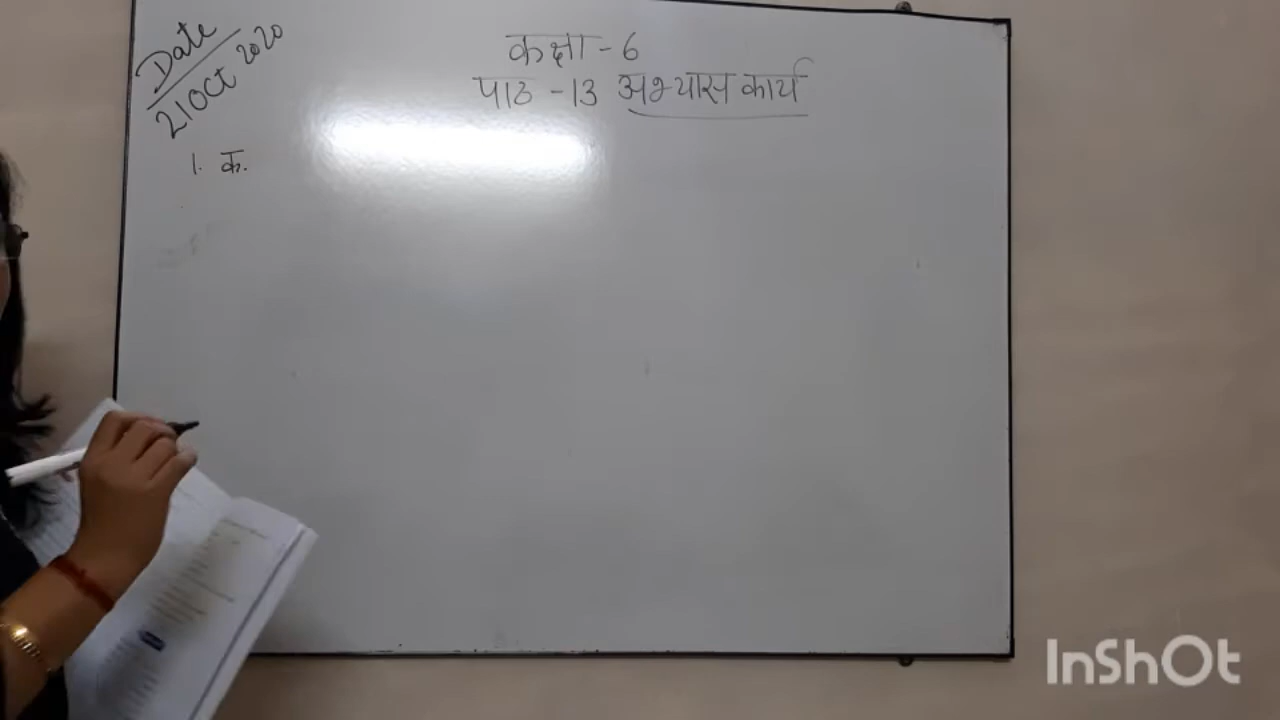 Date
21 Oct 2020
कक्षा - 6
पाठ - 13 अभ्यास कार्य
1. क.
InShOt